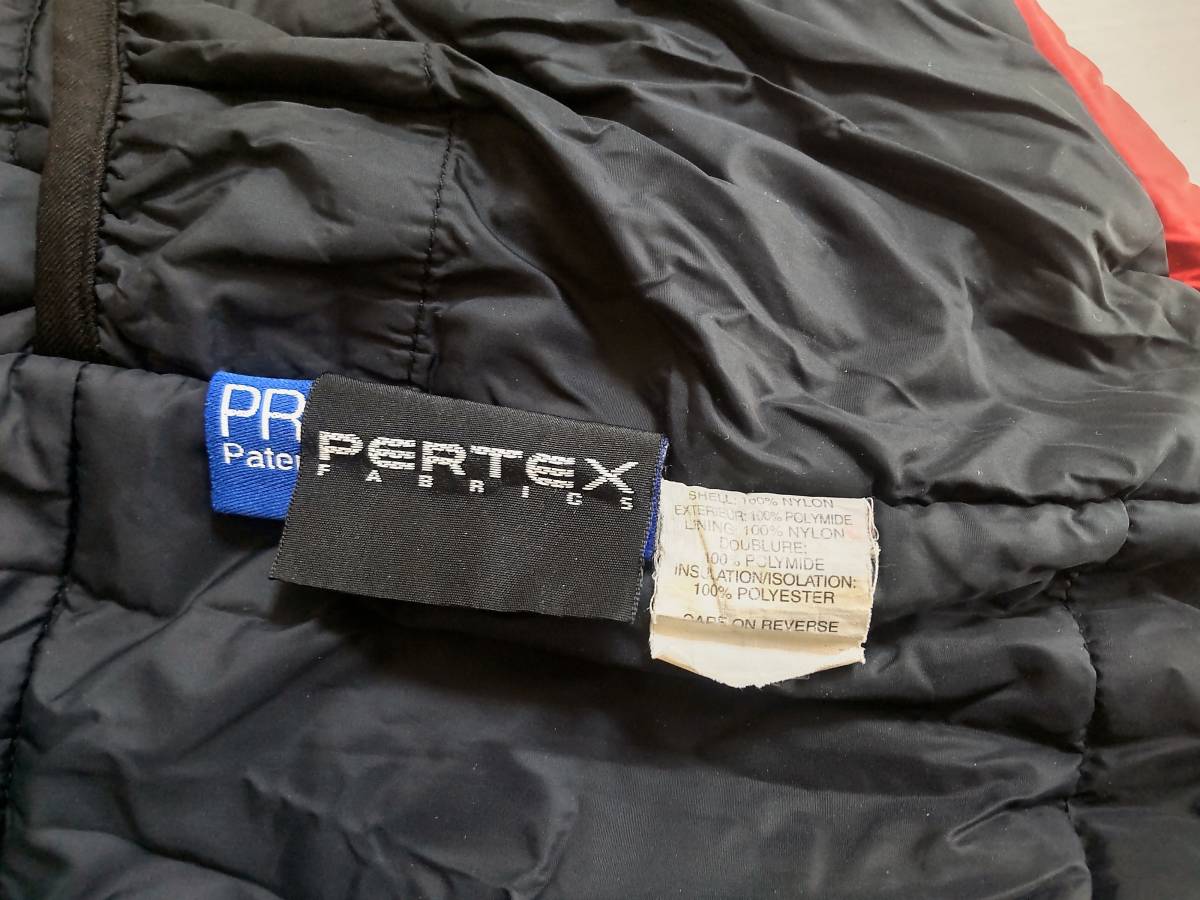 PR
Pate
PERTEX
FABRICS
SHELL: 100% NYLON
EXTERIEUR: 100% POLYMIDE
LINING: 100% NYLON
DOUBLURE:
100% POLYMIDE
INSULATION/ISOLATION:
100% POLYESTER
CARE ON REVERSE